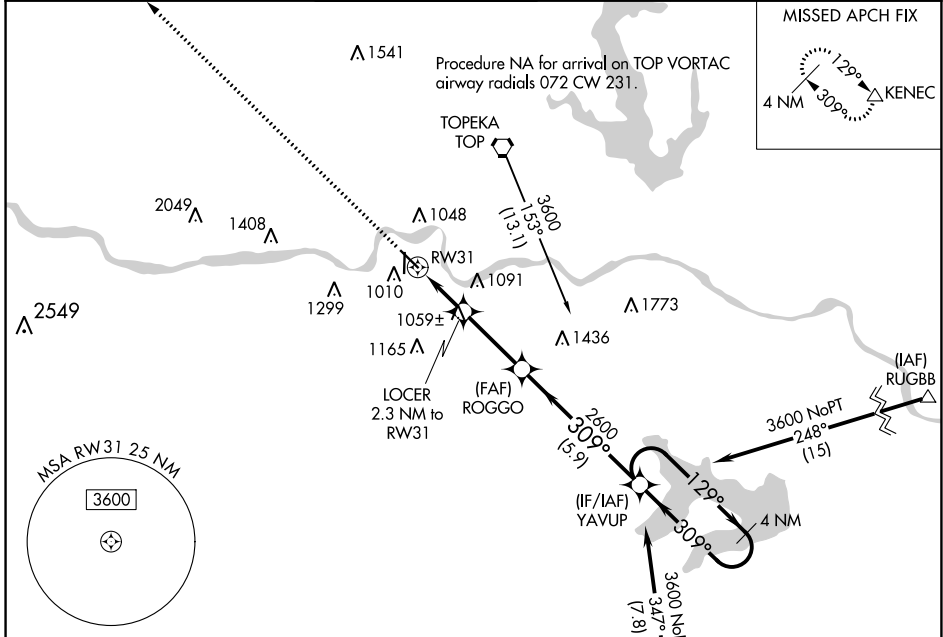 MISSED APCH FIX
129°
KENEC
4 NM
309°
1541
Procedure NA for arrival on TOP VORTAC
airway radials 072 CW 231.
TOPEKA
TOP
3600
153°
(13.1)
2049
1408
1048
RW31
1010
1091
1299
2549
1059±
1773
1436
1165
LOCER
2.3 NM to
RW31
(FAF)
ROGGO
(IAF)
RUGBB
3600 NoPT
248°
(15)
2600
309°
(5.9)
MSA RW31 25 NM
3600
(IF/IAF)
YAVUP
129°
4 NM
309°
3600
347°
(7.8)